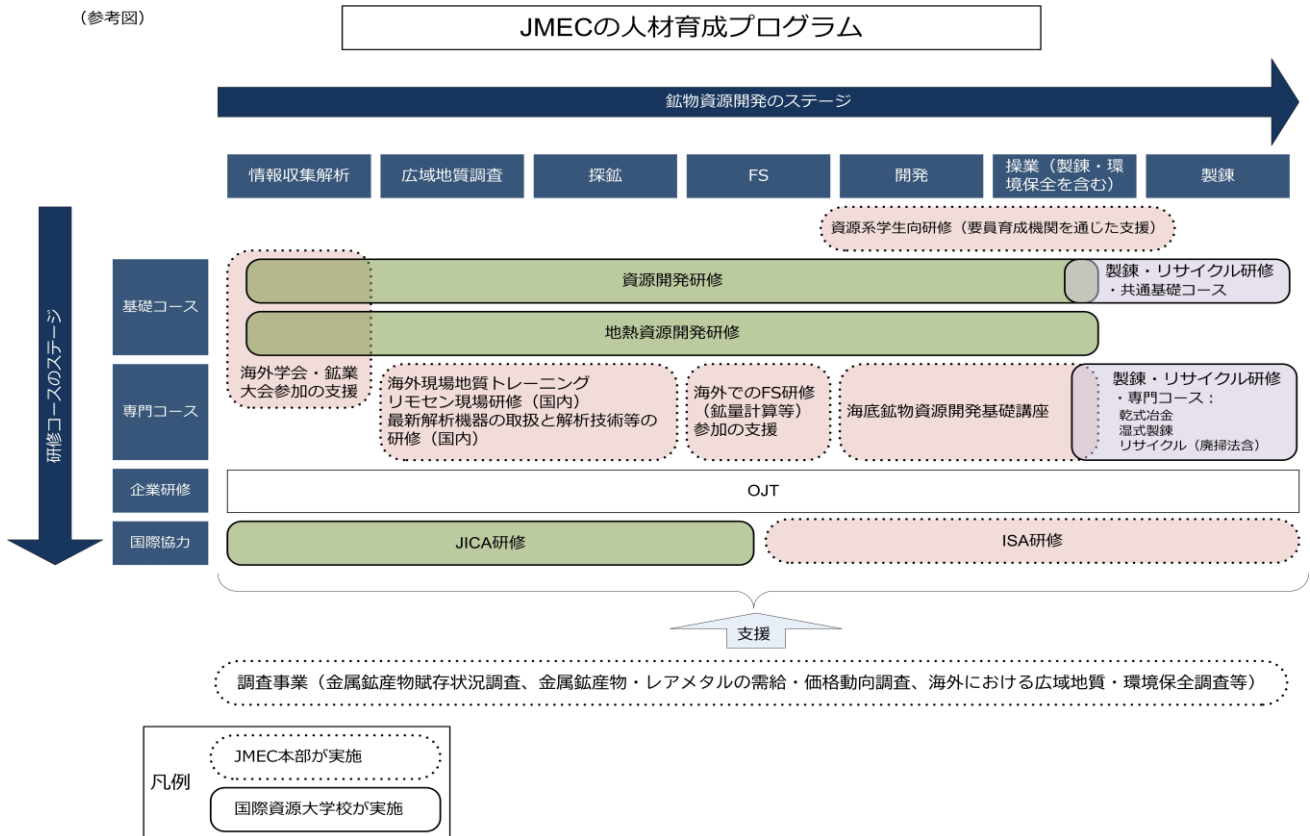 (参考図)
JMECの人材育成プログラム
鉱物資源開発のステージ
情報収集解析
広域地質調査
探鉱
FS
開発
操業(製錬・環
境保全を含む)
製錬
資源系学生向研修(要員育成機関を通じた支援)
研修コースのステージ
基礎コース
資源開発研修
製錬・リサイクル研修
・共通基礎コース
地熱資源開発研修
専門コース
海外学会・鉱業
大会参加の支援
海外現場地質トレーニング
リモセン現場研修(国内)
最新解析機器の取扱と解析技術等の
研修(国内)
海外でのFS研修
(鉱量計算等)
参加の支援
海底鉱物資源開発基礎講座
製錬・リサイクル研修
・専門コース:
乾式冶金
湿式製錬
リサイクル(廃掃法含)
企業研修
OJT
国際協力
JICA研修
ISA研修
支援
調査事業(金属鉱産物賦存状況調査、金属鉱産物・レアメタルの需給・価格動向調査、海外における広域地質・環境保全調査等)
凡例
JMEC本部が実施
国際資源大学校が実施